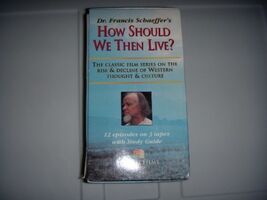 Dr. Francis Schaeffer's
HOW SHOULD
WE THEN LIVE?
THE CLASSIC FILM SERIES ON THE
RISE & DECLINE OF WESTERN
THOUGHT & CULTURE
12 episodes on 3 tapes
with Study Guide
FILMS